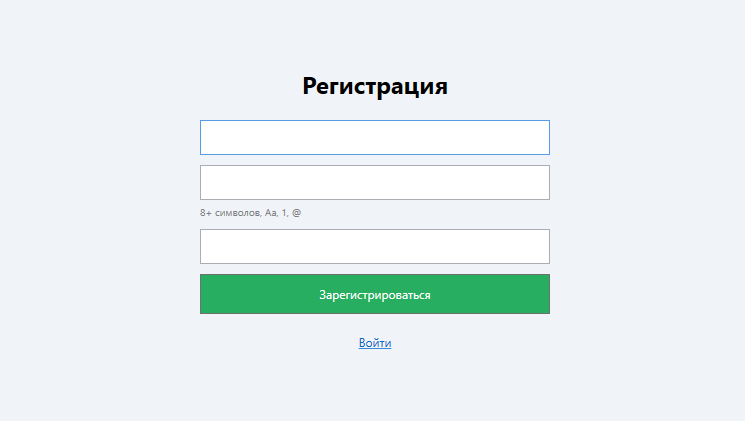 Регистрация
8+ символов, Aa, 1, @
Зарегистрироваться
Войти